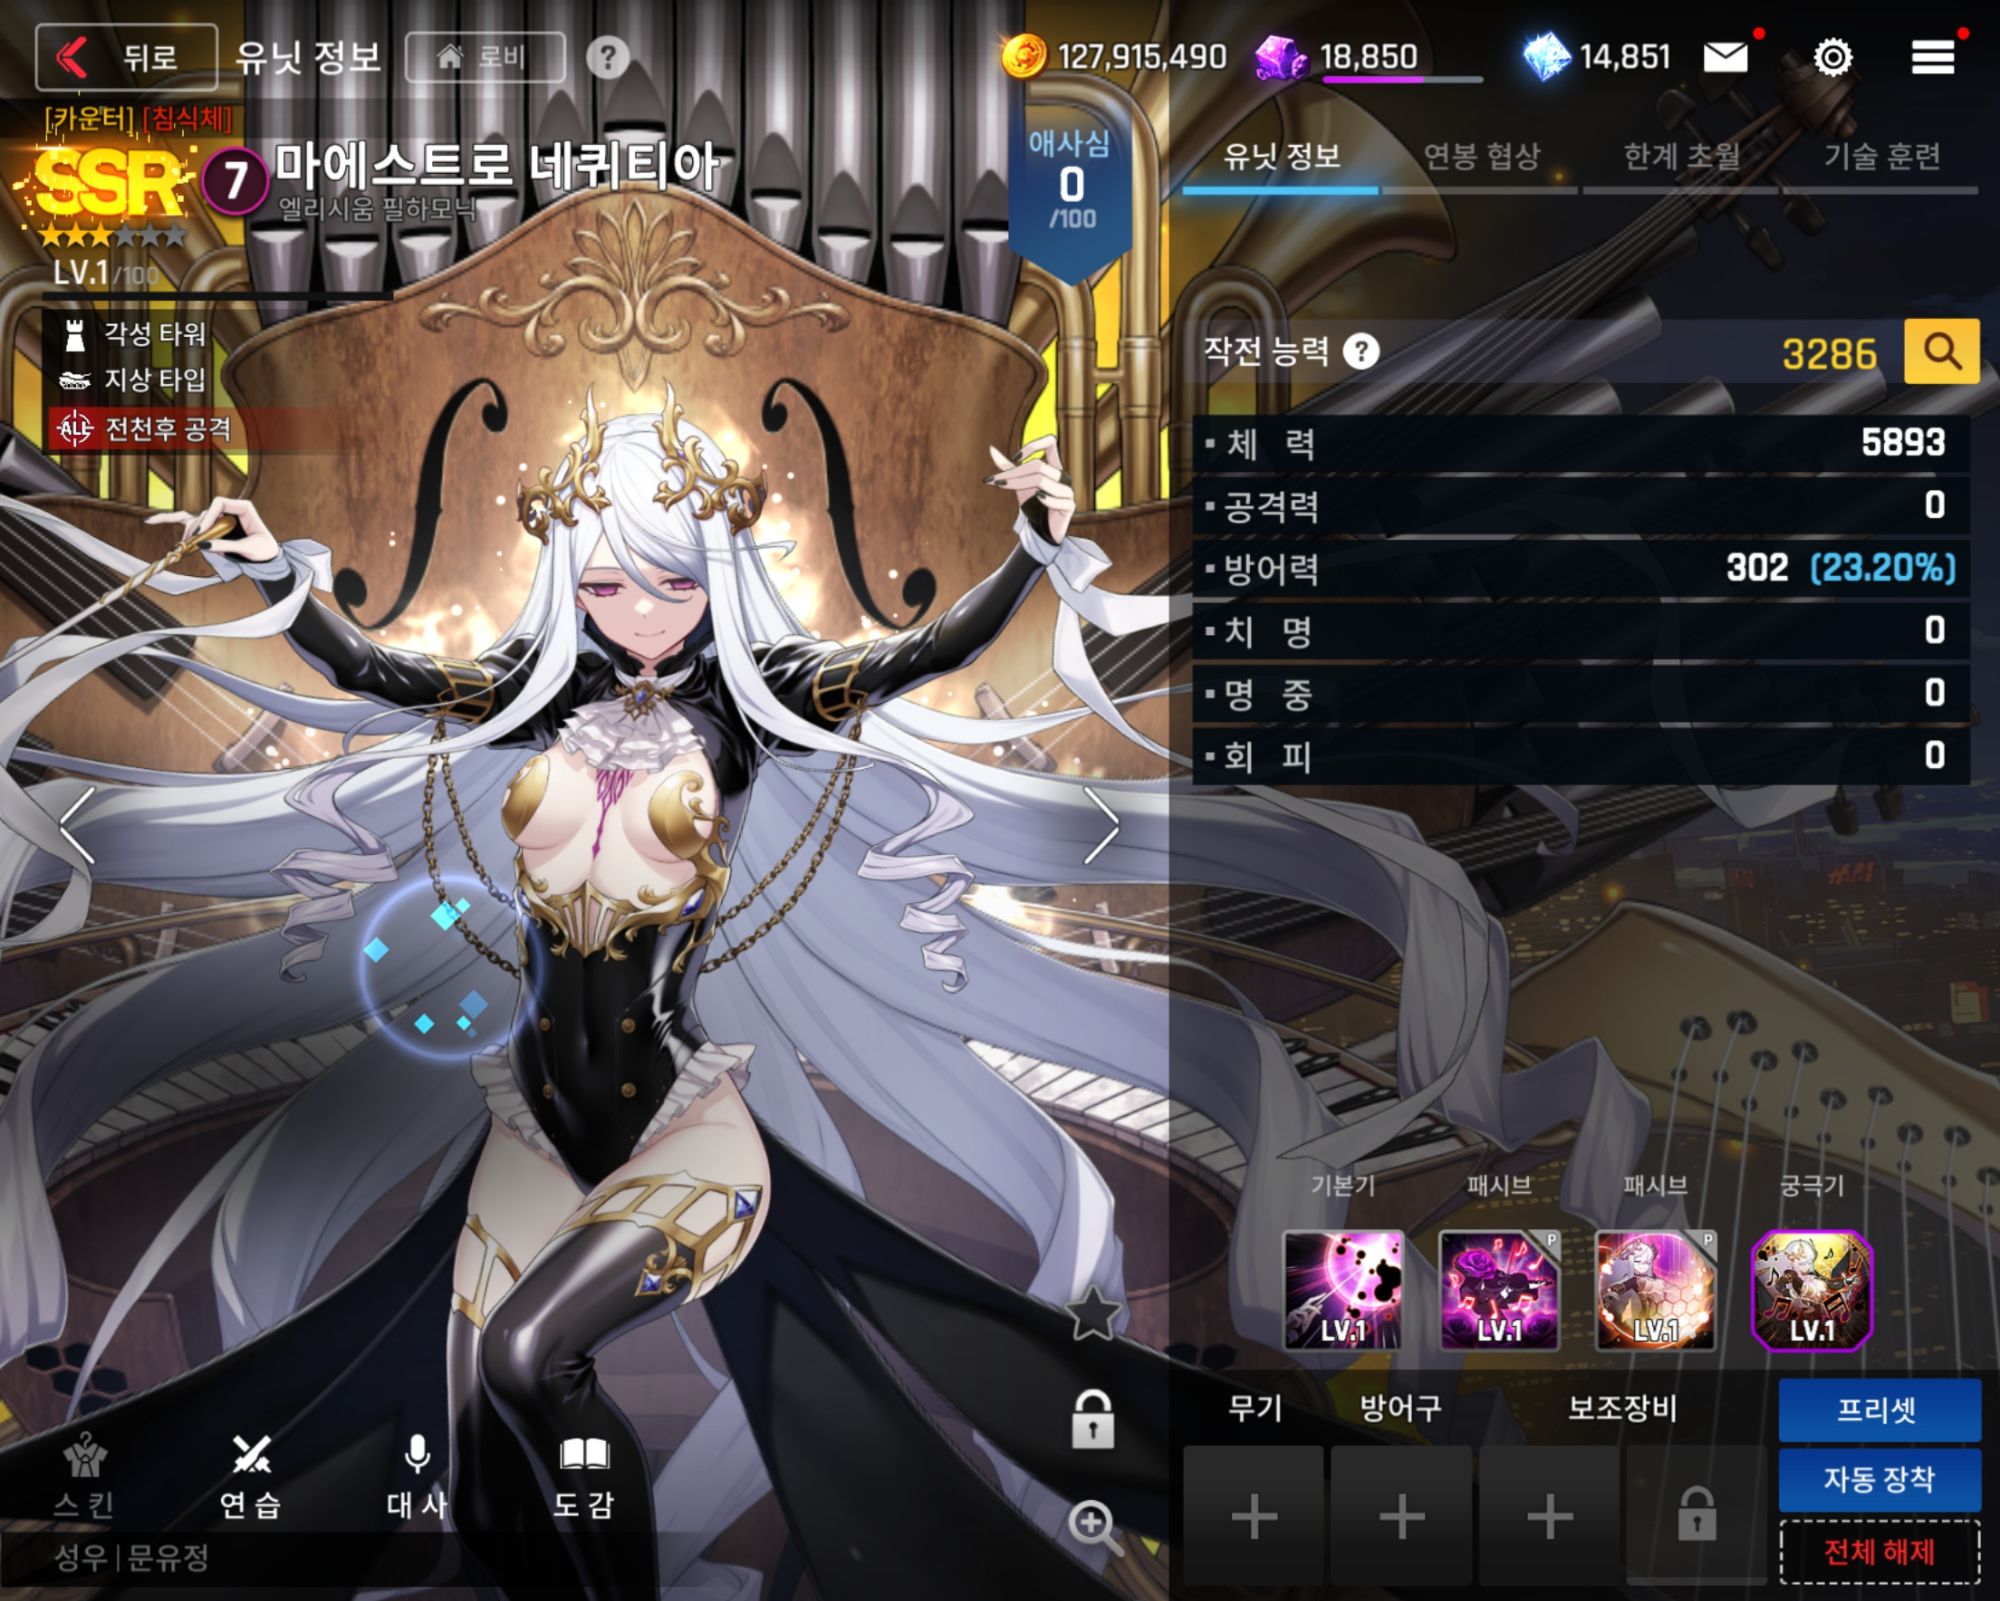 뒤로 유닛 정보 로비 ? 127,915,490 18,850 14,851
[카운터] [침식체]
SSR 7 마에스트로 네퀴티아
엘리시움 필하모닉
LV.1/100
각성 타워
지상 타입
ALL 전천후 공격
애사심
0
/100
유닛 정보 연봉 협상 한계 초월 기술 훈련
작전 능력 ? 3286
체 력 5893
공격력 0
방어력 302 (23.20%)
치 명 0
명 중 0
회 피 0
기본기 패시브 패시브 궁극기
P P
LV.1 LV.1 LV.1 LV.1
무기 방어구 보조장비
프리셋
자동 장착
전체 해제
스킨 연습 대사 도감
성우 | 문유정